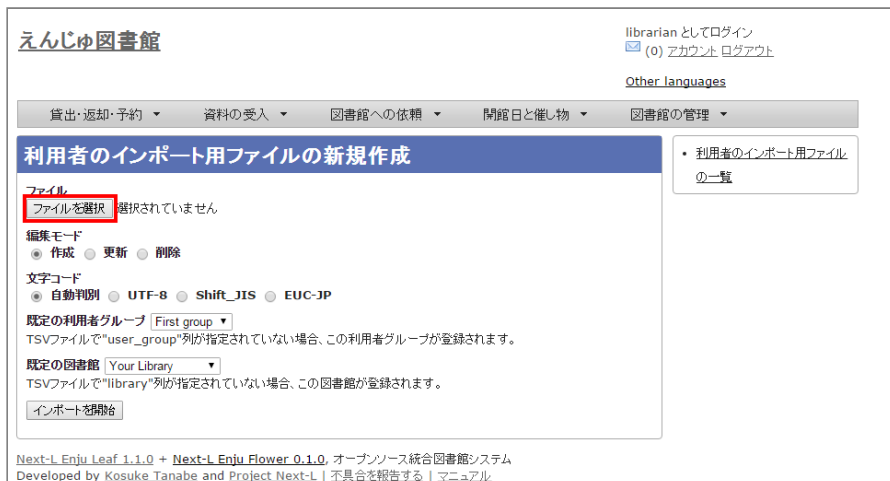 えんじゅ図書館
librarian としてログイン
(0) アカウント ログアウト
Other languages
貸出・返却・予約 ▼ 資料の受入 ▼ 図書館への依頼 ▼ 開館日と催し物 ▼ 図書館の管理 ▼
利用者のインポート用ファイルの新規作成
• 利用者のインポート用ファイル
の一覧
ファイル
ファイルを選択 選択されていません
編集モード
作成 更新 削除
文字コード
自動判別 UTF-8 Shift_JIS EUC-JP
既定の利用者グループ First group ▼
TSVファイルで"user_group"列が指定されていない場合、この利用者グループが登録されます。
既定の図書館 Your Library ▼
TSVファイルで"library"列が指定されていない場合、この図書館が登録されます。
インポートを開始
Next-L Enju Leaf 1.1.0 + Next-L Enju Flower 0.1.0, オープンソース統合図書館システム
Developed by Kosuke Tanabe and Project Next-L | 不具合を報告する | マニュアル